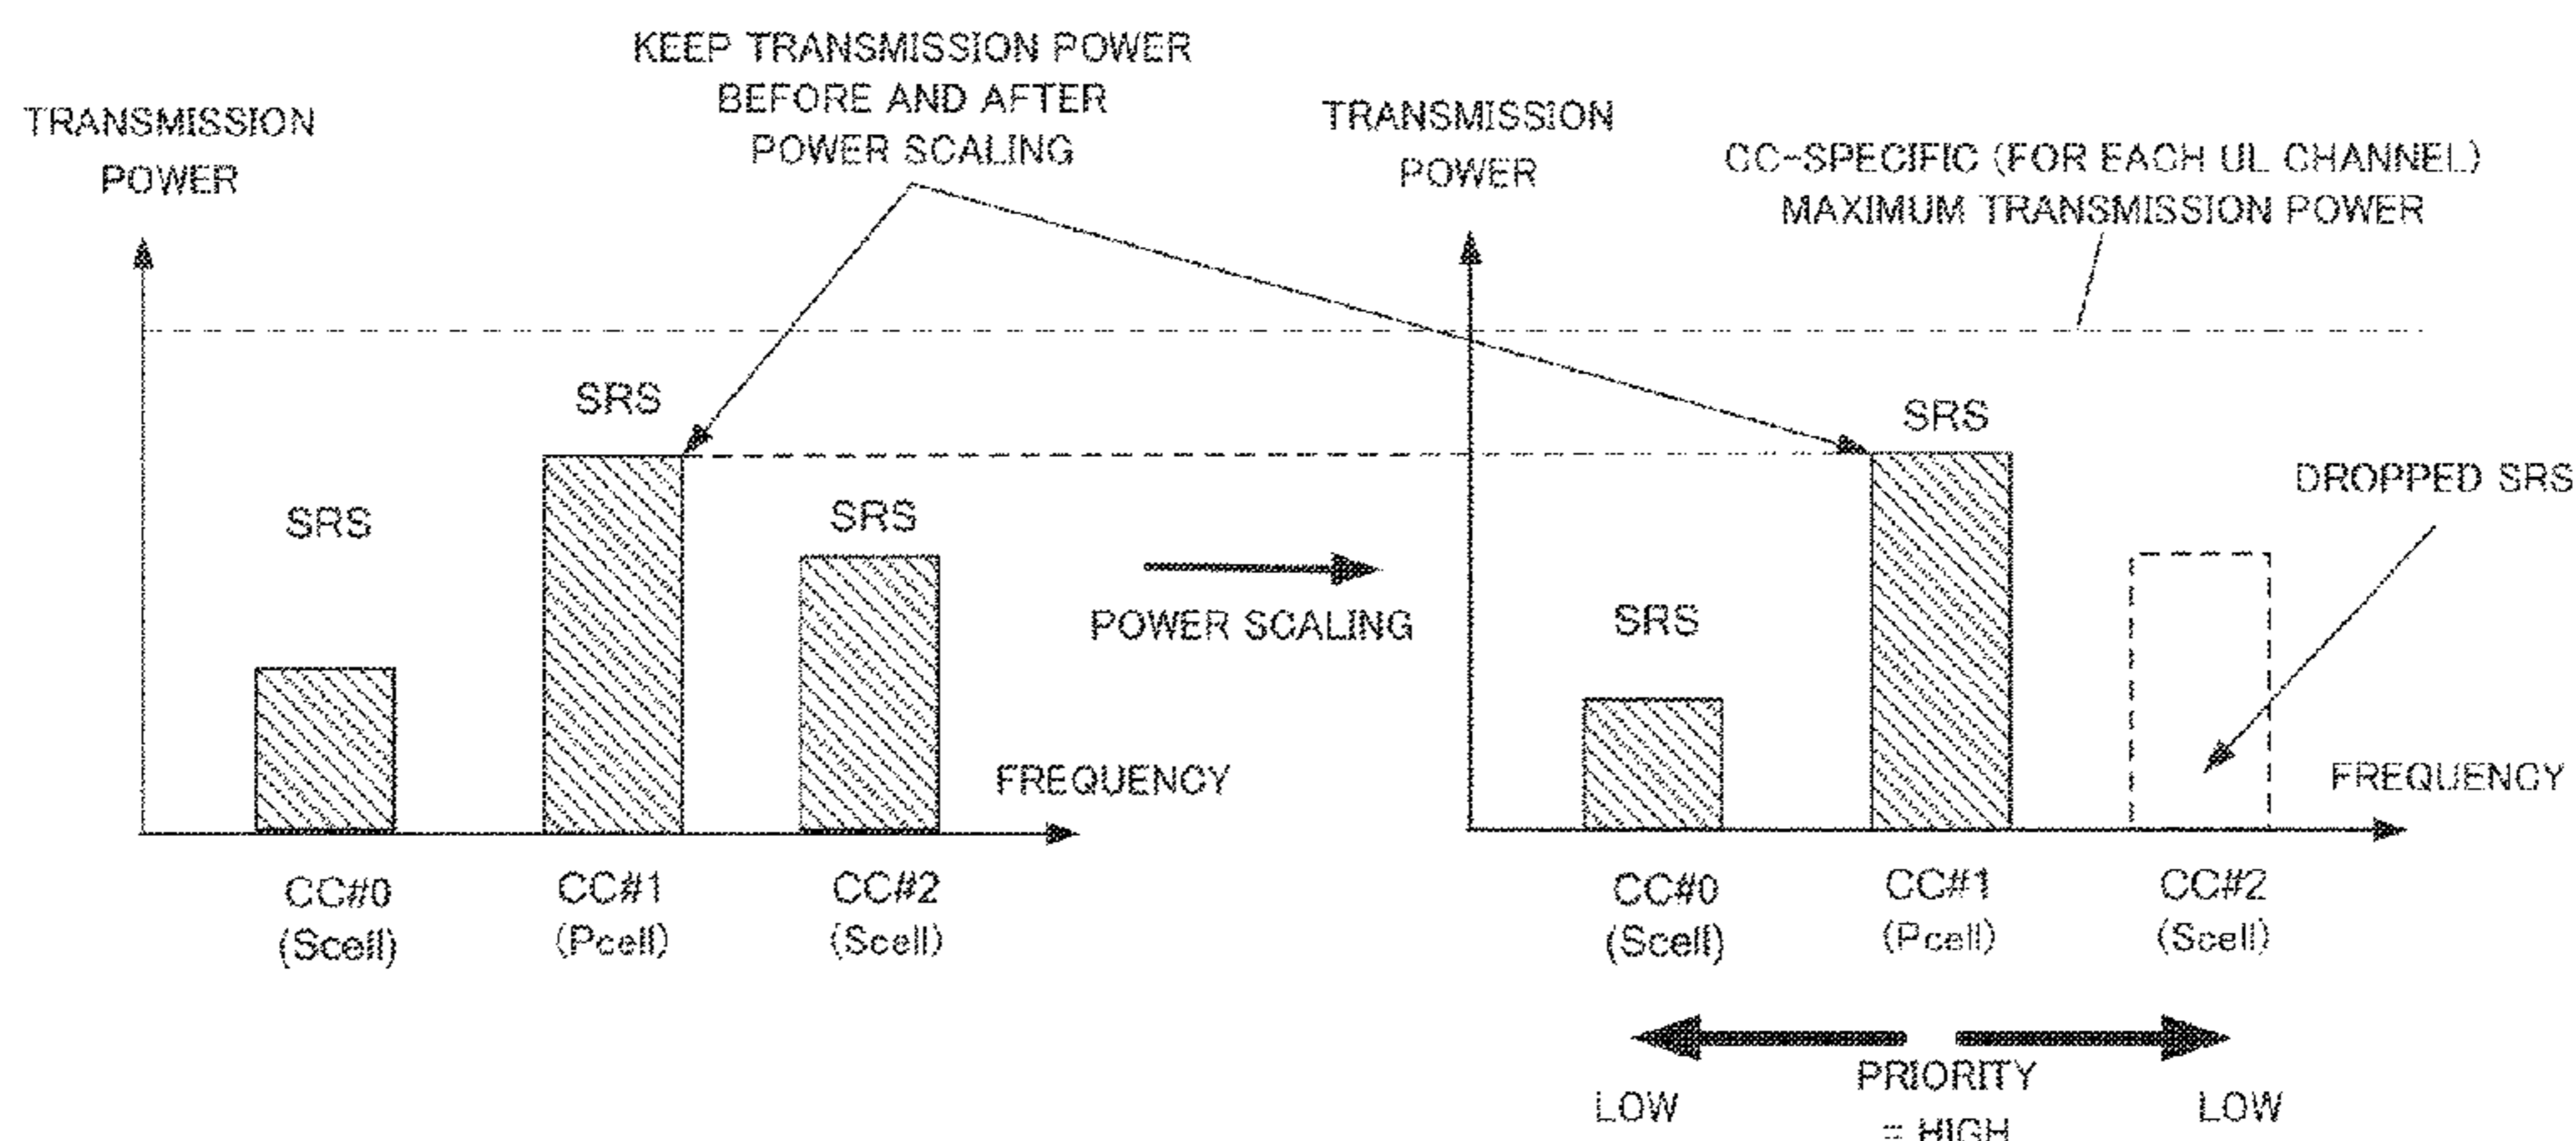 KEEP TRANSMISSION POWER
BEFORE AND AFTER
POWER SCALING
TRANSMISSION
POWER
TRANSMISSION
POWER
CC-SPECIFIC (FOR EACH UL CHANNEL)
MAXIMUM TRANSMISSION POWER
SRS
SRS
SRS
POWER SCALING
FREQUENCY
SRS
SRS
DROPPED SRS
FREQUENCY
CC#0
(Scell)
CC#1
(Pcell)
CC#2
(Scell)
CC#0
(Scell)
CC#1
(Pcell)
CC#2
(Scell)
LOW
PRIORITY
= HIGH
LOW